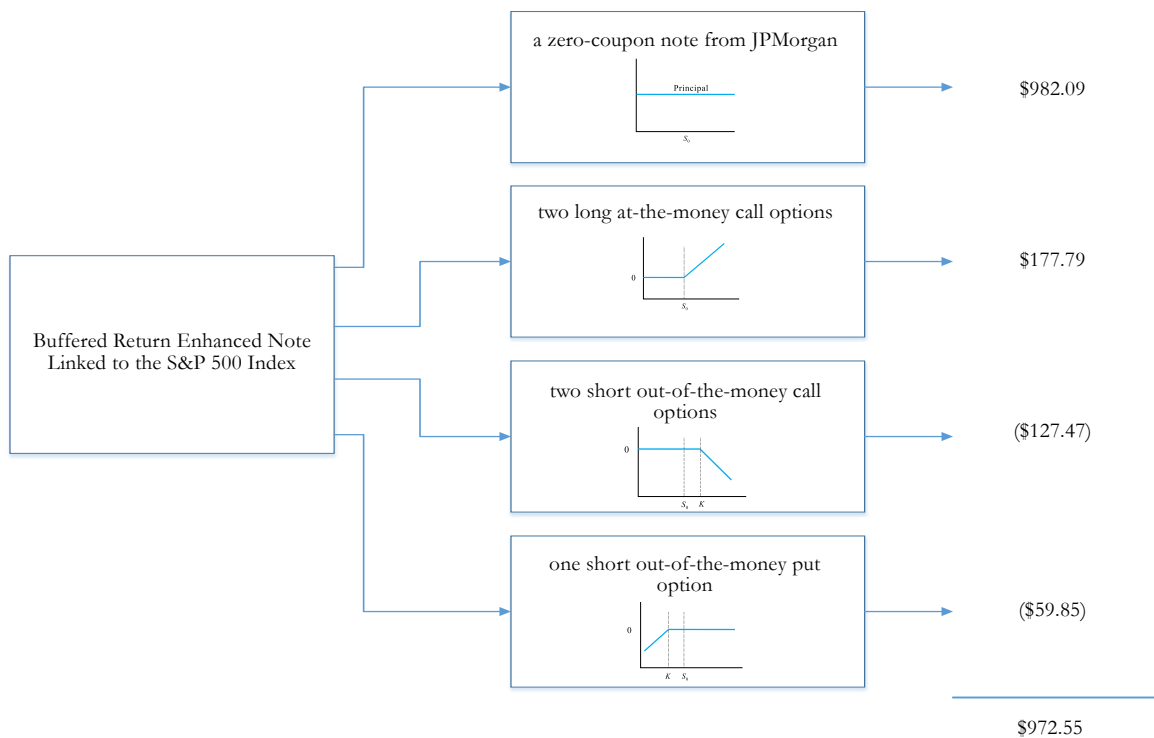 a zero-coupon note from JPMorgan
Principal
S0
$982.09
two long at-the-money call options
0
S0
$177.79
Buffered Return Enhanced Note
Linked to the S&P 500 Index
two short out-of-the-money call
options
0
S0 K
($127.47)
one short out-of-the-money put
option
0
K S0
($59.85)
$972.55